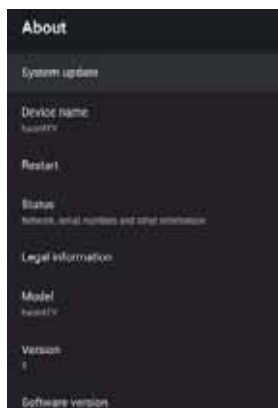 About
System update
Device name
Restart
Status
Network, serial numbers and other information
Legal information
Model
Version
Software version